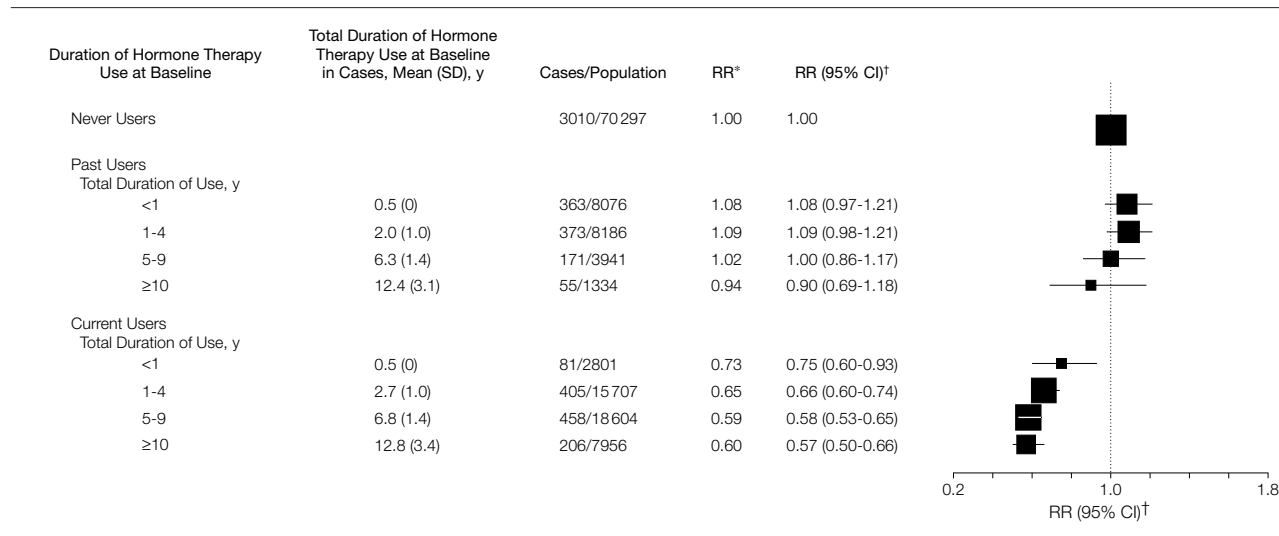 Duration of Hormone Therapy
Use at Baseline
Total Duration of Hormone
Therapy Use at Baseline
in Cases, Mean (SD), y
Cases/Population
RR*
RR (95% CI)†
Never Users 3010/70 297 1.00 1.00
Past Users
Total Duration of Use, y
<1 0.5 (0) 363/8076 1.08 1.08 (0.97-1.21)
1-4 2.0 (1.0) 373/8186 1.09 1.09 (0.98-1.21)
5-9 6.3 (1.4) 171/3941 1.02 1.00 (0.86-1.17)
≥10 12.4 (3.1) 55/1334 0.94 0.90 (0.69-1.18)
Current Users
Total Duration of Use, y
<1 0.5 (0) 81/2801 0.73 0.75 (0.60-0.93)
1-4 2.7 (1.0) 405/15 707 0.65 0.66 (0.60-0.74)
5-9 6.8 (1.4) 458/18 604 0.59 0.58 (0.53-0.65)
≥10 12.8 (3.4) 206/7956 0.60 0.57 (0.50-0.66)
0.2 1.0 1.8
RR (95% CI)†